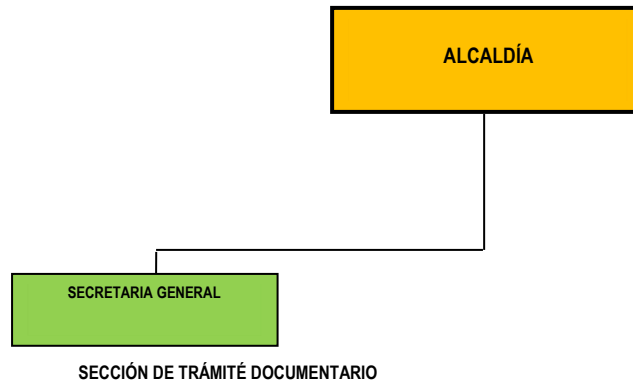 ALCALDÍA
SECRETARIA GENERAL
SECCIÓN DE TRÁMITÉ DOCUMENTARIO